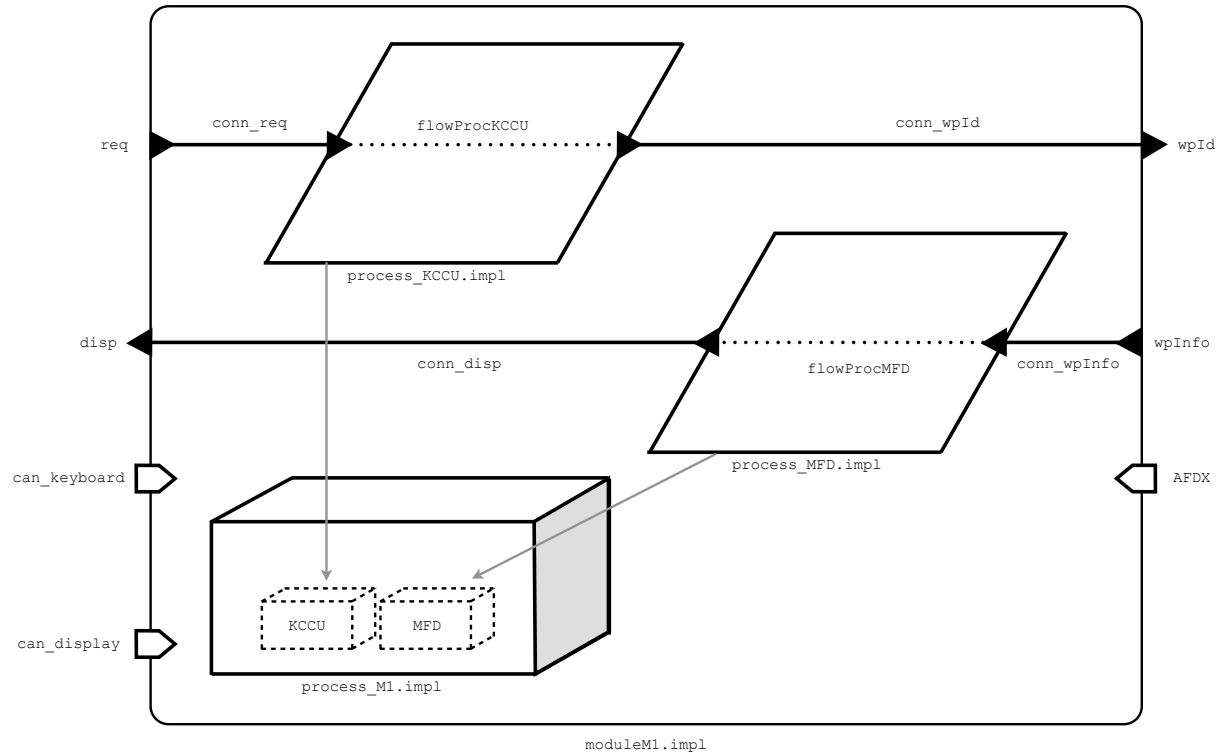 conn_req
flowProcKCCU
conn_wpId
req
wpId
process_KCCU.impl
disp
wpInfo
conn_disp
flowProcMFD
conn_wpInfo
process_MFD.impl
can_keyboard
AFDX
KCCU
MFD
can_display
process_M1.impl
moduleM1.impl